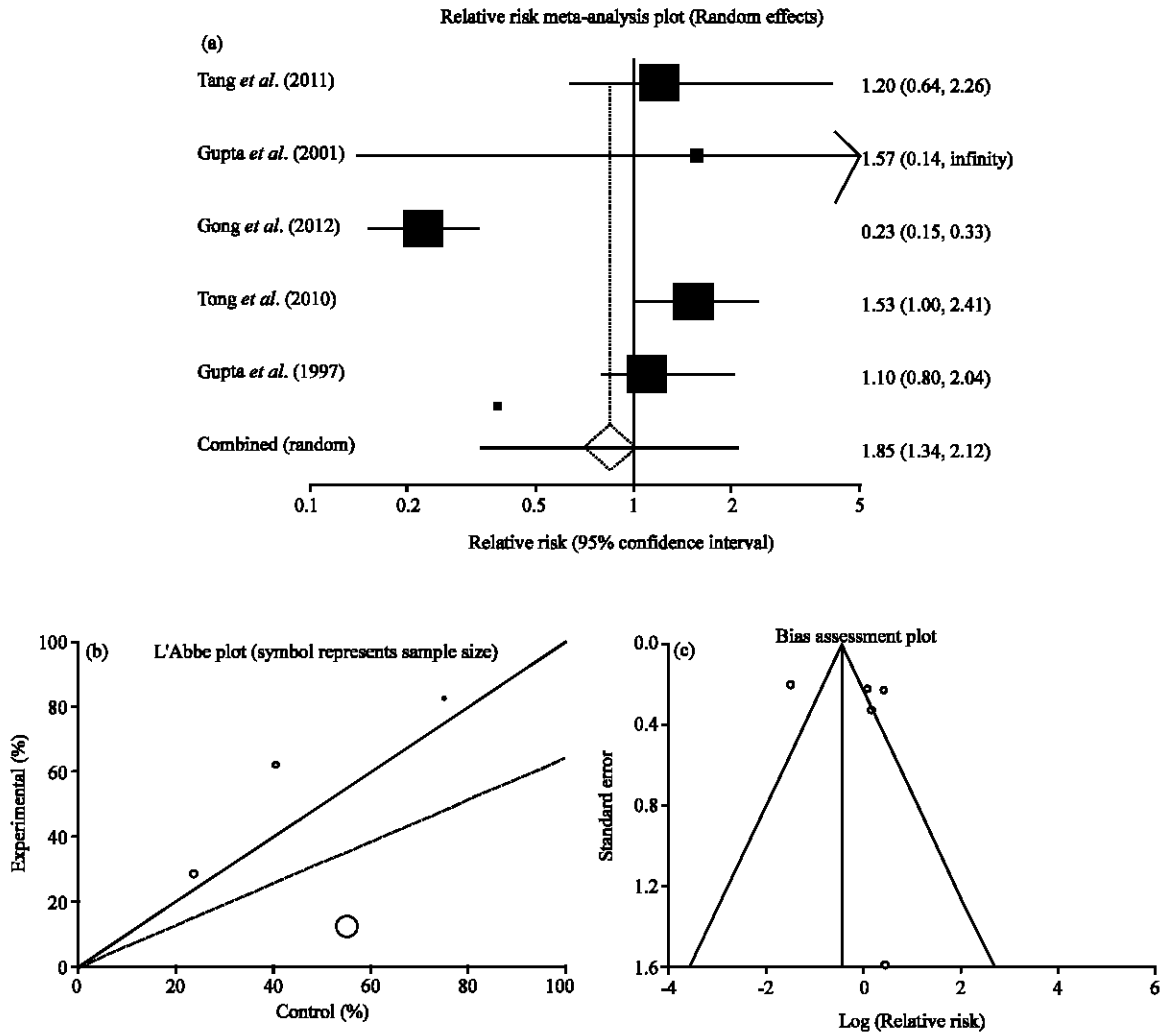 Relative risk meta-analysis plot (Random effects)
(a)
Tang et al. (2011) 1.20 (0.64, 2.26)
Gupta et al. (2001) 1.57 (0.14, infinity)
Gong et al. (2012) 0.23 (0.15, 0.33)
Tong et al. (2010) 1.53 (1.00, 2.41)
Gupta et al. (1997) 1.10 (0.80, 2.04)
Combined (random) 1.85 (1.34, 2.12)
0.1 0.2 0.5 1 2 5
Relative risk (95% confidence interval)
(b) L'Abbe plot (symbol represents sample size)
100
80
60
40
20
0
Experimental (%)
0 20 40 60 80 100
Control (%)
Bias assessment plot
(c)
0.0
0.4
0.8
1.2
1.6
Standard error
-4 -2 0 2 4 6
Log (Relative risk)